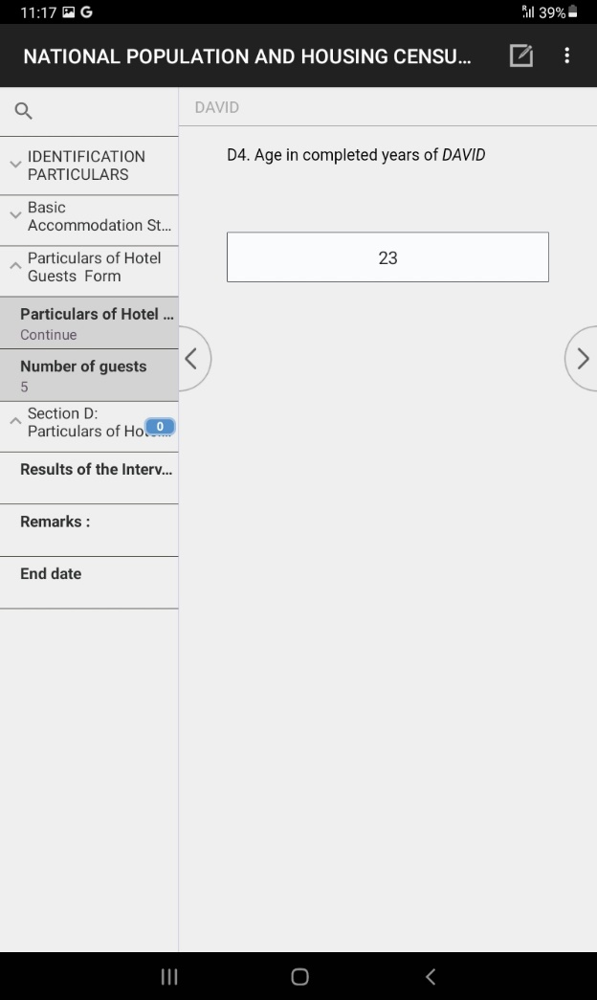 11:17 G R 39%
NATIONAL POPULATION AND HOUSING CENSU...
DAVID
IDENTIFICATION
PARTICULARS
Basic
Accommodation St...
Particulars of Hotel
Guests Form
Particulars of Hotel ...
Continue
Number of guests
5
Section D:
Particulars of Hot
0
Results of the Interv...
Remarks :
End date
D4. Age in completed years of DAVID
23